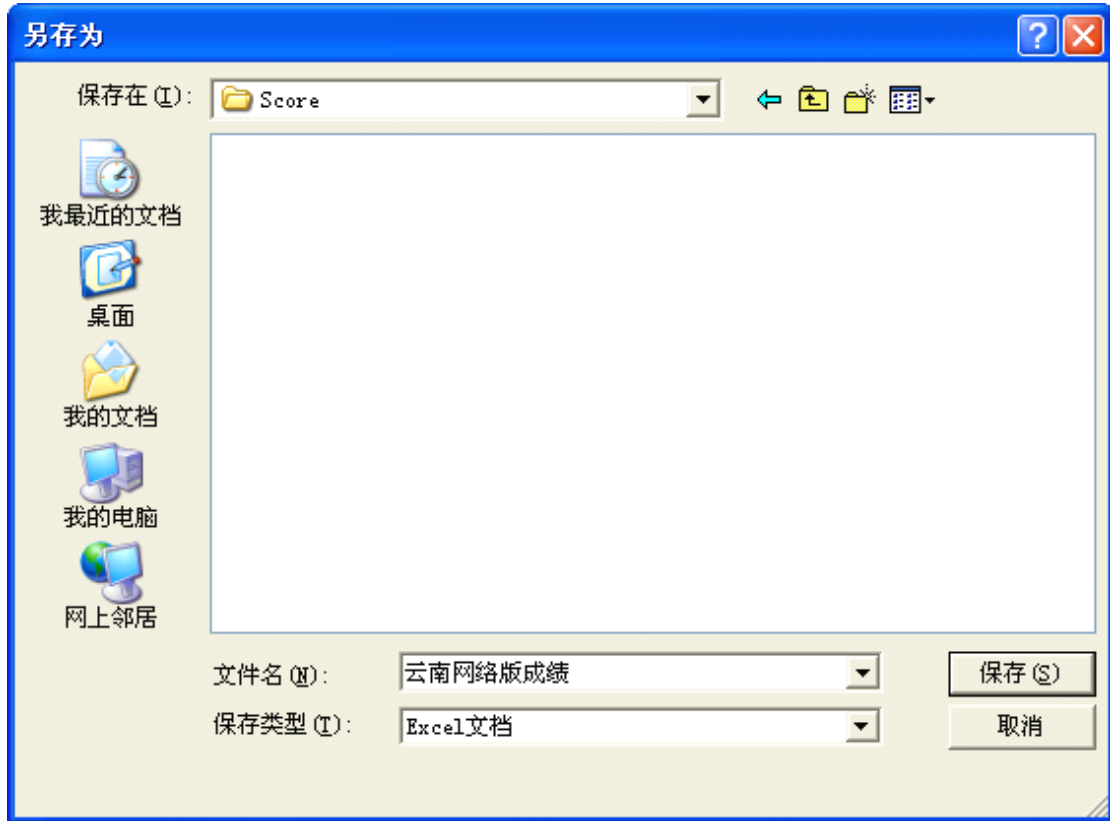 另存为
保存在(I):
Score
我最近的文档
桌面
我的文档
我的电脑
网上邻居
文件名(N):
云南网络版成绩
保存(S)
保存类型(T):
Excel文档
取消